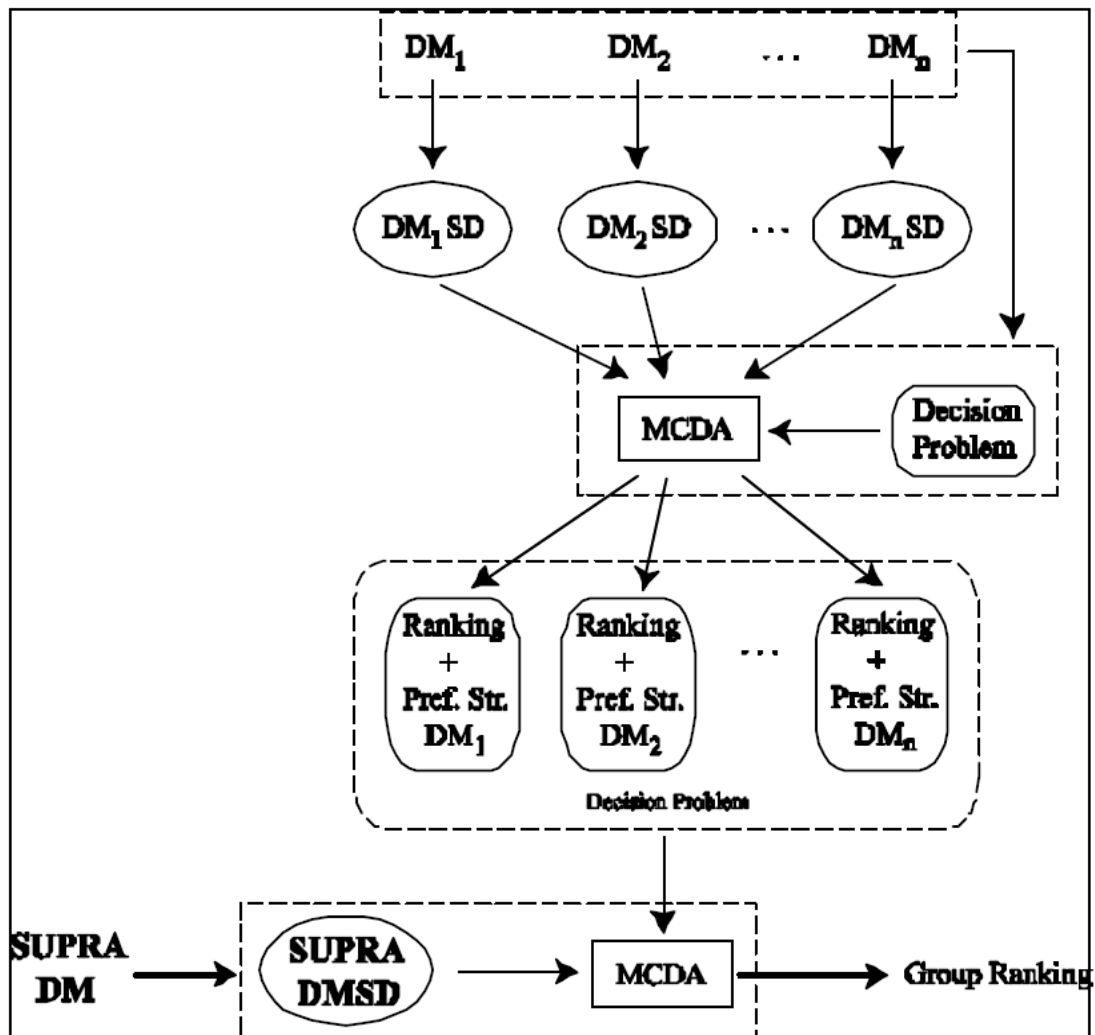 DM₁ DM₂ ... DMₙ
DM₁ SD DM₂ SD ... DMₙ SD
Decision
Problem
MCDA
Ranking Ranking ... Ranking
+ + +
Pref. Str. Pref. Str. Pref. Str.
DM₁ DM₂ DMₙ
Decision Problem
SUPRA
DM
SUPRA
DMSD
MCDA
Group Ranking